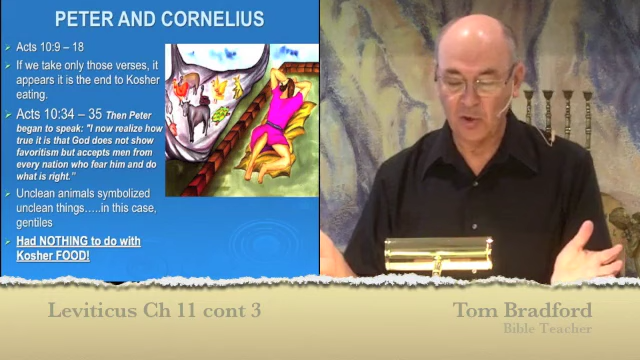 PETER AND CORNELIUS
Acts 10:9 – 18
If we take only those verses, it
appears it is the end to Kosher
eating.
Acts 10:34 – 35 Then Peter
began to speak: "I now realize how
true it is that God does not show
favoritism but accepts men from
every nation who fear him and do
what is right."
Unclean animals symbolized
unclean things.....in this case,
gentiles
Had NOTHING to do with
Kosher FOOD!
Leviticus Ch 11 cont 3
Tom Bradford
Bible Teacher